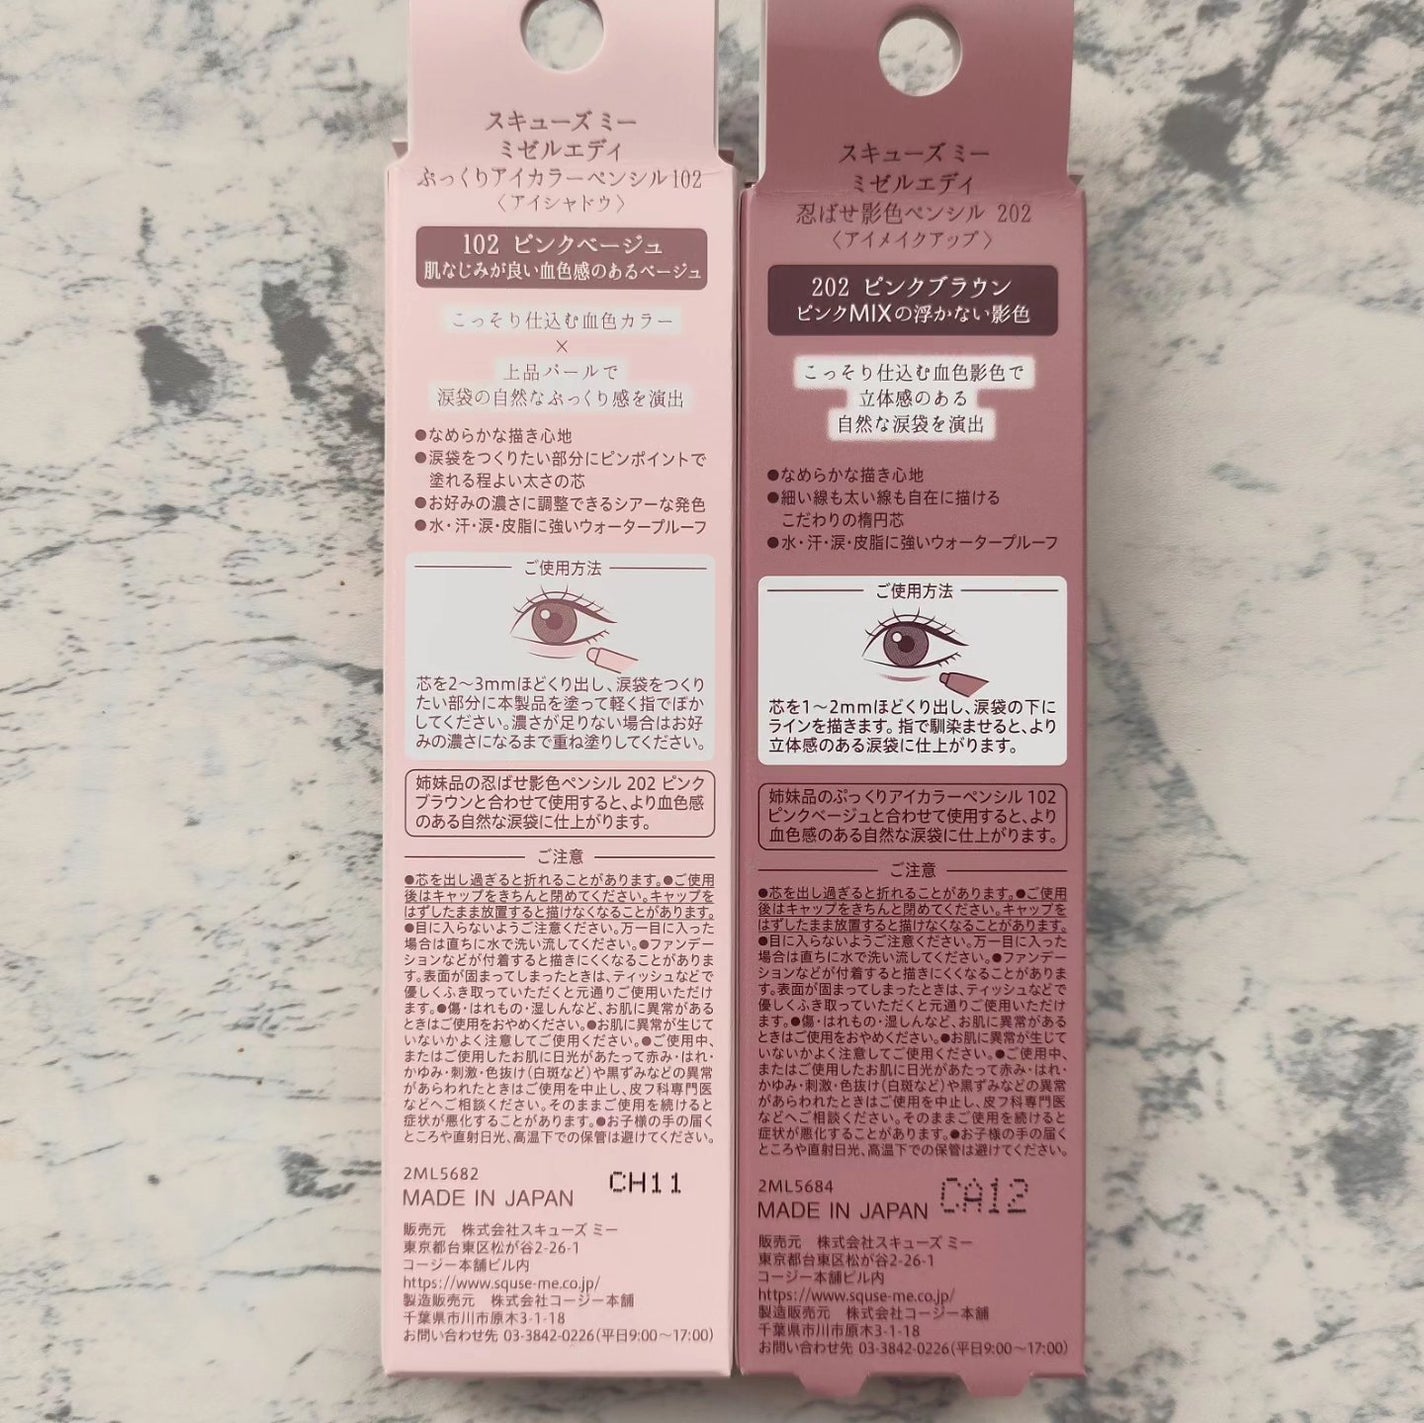 スキューズ ミー
ミゼルエディ
ぷっくりアイカラーペンシル102
〈アイシャドウ〉
102 ピンクベージュ
肌なじみが良い血色感のあるベージュ
こっそり仕込む血色カラー
×
上品パールで
涙袋の自然なぷっくり感を演出
●なめらかな描き心地
●涙袋をつくりたい部分にピンポイントで
塗れる程よい太さの芯
●お好みの濃さに調整できるシアーな発色
●水・汗・涙・皮脂に強いウォータープルーフ
ご使用方法
芯を2～3mmほどくり出し、涙袋をつくり
たい部分に本製品を塗って軽く指でぼか
してください。濃さが足りない場合はお好
みの濃さになるまで重ね塗りしてください。
姉妹品の忍ばせ影色ペンシル 202 ピンク
ブラウンと合わせて使用すると、より血色感
のある自然な涙袋に仕上がります。
ご注意
●芯を出し過ぎると折れることがあります。●ご使用
後はキャップをきちんと閉めてください。キャップを
はずしたまま放置すると描けなくなることがあります。
●目に入らないようご注意ください。万一目に入った
場合は直ちに水で洗い流してください。●ファンデー
ションなどが付着すると描きにくくなることがありま
す。表面が固まってしまったときは、ティッシュなどで
優しくふき取っていただくと元通りご使用いただけ
ます。●傷・はれもの・湿しんなど、お肌に異常がある
ときはご使用をおやめください。●お肌に異常が生じて
いないかよく注意してご使用ください。●ご使用中、
またはご使用したお肌に日光があたって赤み・はれ・
かゆみ・刺激・色抜け(白斑など)や黒ずみなどの異常
があらわれたときはご使用を中止し、皮フ科専門医
などへご相談ください。そのままご使用を続けると
症状が悪化することがあります。●お子様の手の届く
ところや直射日光、高温下での保管は避けてください。
2ML5682
MADE IN JAPAN
CH11
販売元 株式会社スキューズ ミー
東京都台東区松が谷2-26-1
コージー本舗ビル内
https://www.squse-me.co.jp/
製造販売元 株式会社コージー本舗
千葉県市川市原木3-1-18
お問い合わせ先 03-3842-0226(平日9:00～17:00)
スキューズ ミー
ミゼルエディ
忍ばせ影色ペンシル 202
〈アイメイクアップ〉
202 ピンクブラウン
ピンクMIXの浮かない影色
こっそり仕込む血色影色で
立体感のある
自然な涙袋を演出
●なめらかな描き心地
●細い線も太い線も自在に描ける
こだわりの楕円芯
●水・汗・涙・皮脂に強いウォータープルーフ
ご使用方法
芯を1～2mmほどくり出し、涙袋の下に
ラインを描きます。指で馴染ませると、より
立体感のある涙袋に仕上がります。
姉妹品のぷっくりアイカラーペンシル 102
ピンクベージュと合わせて使用すると、より
血色感のある自然な涙袋に仕上がります。
ご注意
●芯を出し過ぎると折れることがあります。●ご使用
後はキャップをきちんと閉めてください。キャップを
はずしたまま放置すると描けなくなることがあります。
●目に入らないようご注意ください。万一目に入った
場合は直ちに水で洗い流してください。●ファンデー
ションなどが付着すると描きにくくなることがありま
す。表面が固まってしまったときは、ティッシュなどで
優しくふき取っていただくと元通りご使用いただけ
ます。●傷・はれもの・湿しんなど、お肌に異常がある
ときはご使用をおやめください。●お肌に異常が生じて
いないかよく注意してご使用ください。●ご使用中、
またはご使用したお肌に日光があたって赤み・はれ・
かゆみ・刺激・色抜け(白斑など)や黒ずみなどの異常
があらわれたときはご使用を中止し、皮フ科専門医
などへご相談ください。そのままご使用を続けると
症状が悪化することがあります。●お子様の手の届く
ところや直射日光、高温下での保管は避けてください。
2ML5684
MADE IN JAPAN
CA12
販売元 株式会社スキューズ ミー
東京都台東区松が谷2-26-1
コージー本舗ビル内
https://www.squse-me.co.jp/
製造販売元 株式会社コージー本舗
千葉県市川市原木3-1-18
お問い合わせ先 03-3842-0226(平日9:00～17:00)